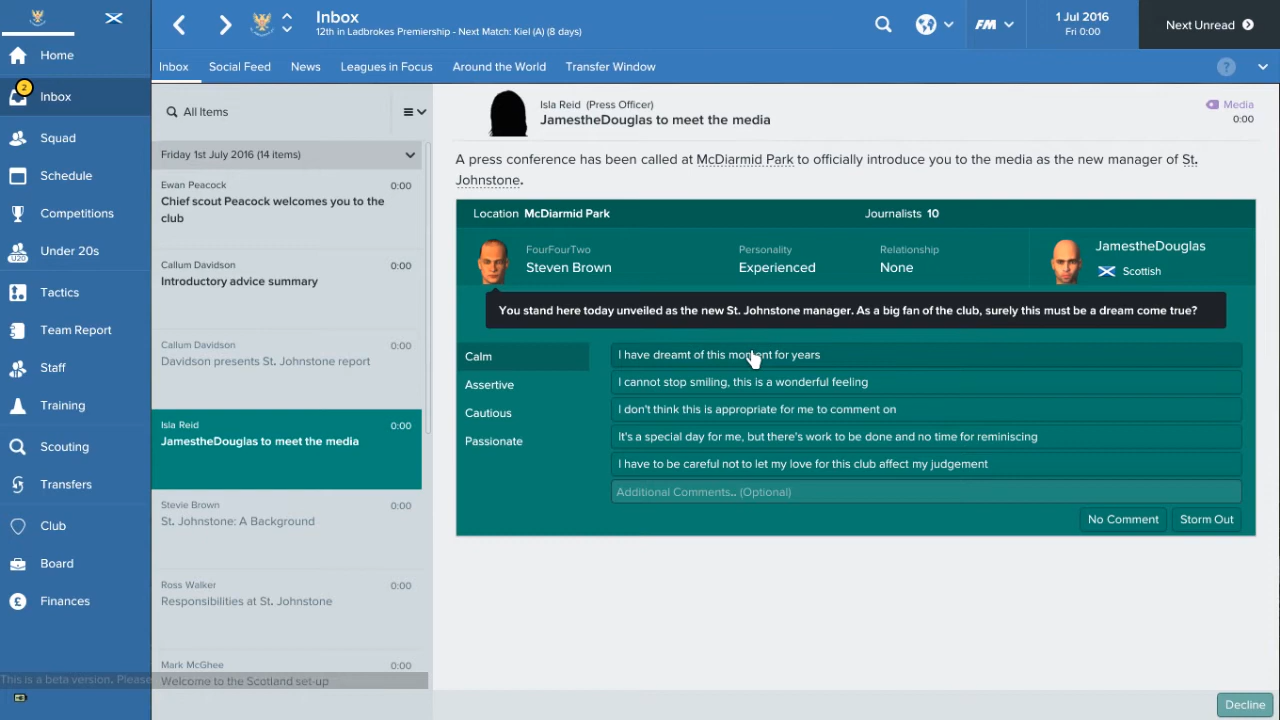 Inbox
12th in Ladbrokes Premiership - Next Match: Kiel (A) (8 days)
FM
1 Jul 2016
Fri 0:00
Next Unread
Home
2
Inbox
Squad
Schedule
Competitions
U20
Under 20s
Tactics
Team Report
Staff
Training
Scouting
Transfers
Club
Board
£
Finances
This is a beta version, Please
Inbox
Social Feed
News
Leagues in Focus
Around the World
Transfer Window
?
All Items
Friday 1st July 2016 (14 items)
Ewan Peacock 0:00
Chief scout Peacock welcomes you to the
club
Callum Davidson 0:00
Introductory advice summary
Callum Davidson 0:00
Davidson presents St. Johnstone report
Isla Reid 0:00
JamestheDouglas to meet the media
Stevie Brown 0:00
St. Johnstone: A Background
Ross Walker 0:00
Responsibilities at St. Johnstone
Mark McGhee 0:00
Welcome to the Scotland set-up
Isla Reid (Press Officer)
JamestheDouglas to meet the media
Media
0:00
A press conference has been called at McDiarmid Park to officially introduce you to the media as the new manager of St.
Johnstone.
Location McDiarmid Park
Journalists 10
FourFourTwo
Steven Brown
Personality
Experienced
Relationship
None
JamestheDouglas
Scottish
You stand here today unveiled as the new St. Johnstone manager. As a big fan of the club, surely this must be a dream come true?
Calm
Assertive
Cautious
Passionate
I have dreamt of this moment for years
I cannot stop smiling, this is a wonderful feeling
I don't think this is appropriate for me to comment on
It's a special day for me, but there's work to be done and no time for reminiscing
I have to be careful not to let my love for this club affect my judgement
Additional Comments.. (Optional)
No Comment
Storm Out
Decline